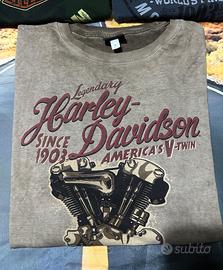 Legendary
Harley-
Davidson
SINCE
1903
AMERICA'S V-TWIN
subito